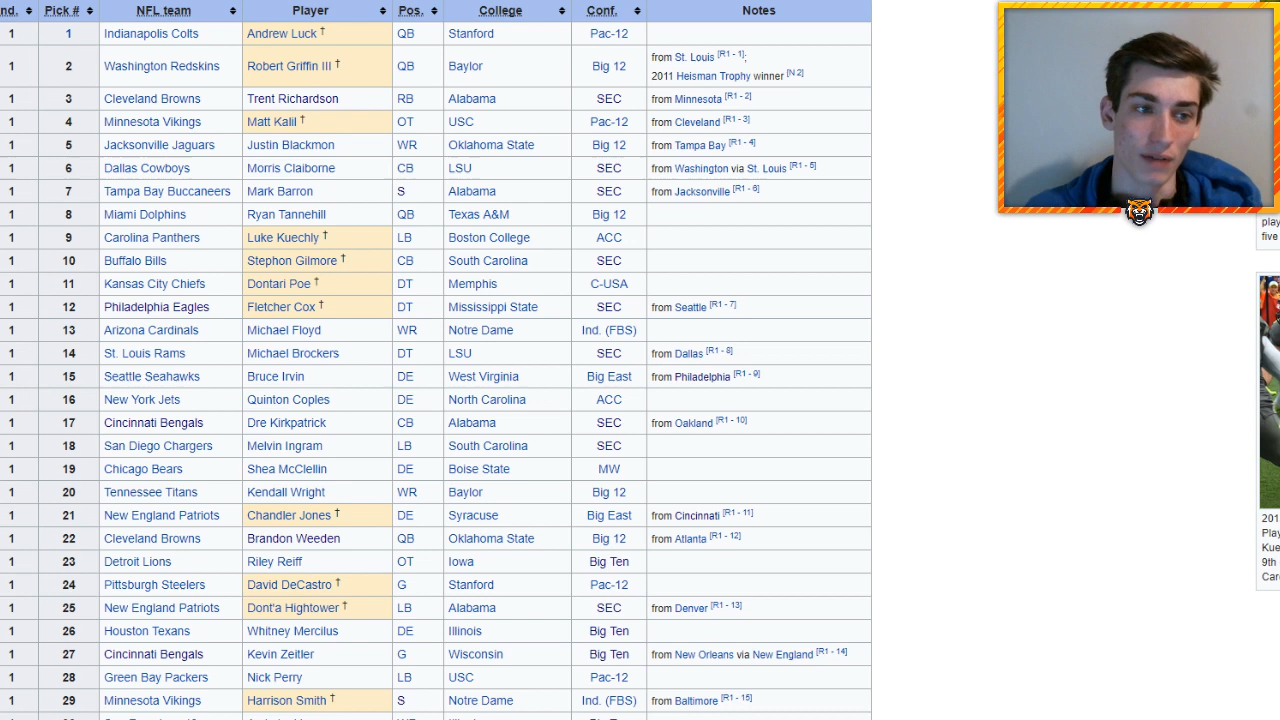 nd. Pick # NFL team Player Pos. College Conf. Notes
1 1 Indianapolis Colts Andrew Luck † QB Stanford Pac-12
1 2 Washington Redskins Robert Griffin III † QB Baylor Big 12 from St. Louis [R1 - 1];
2011 Heisman Trophy winner [N 2]
1 3 Cleveland Browns Trent Richardson RB Alabama SEC from Minnesota [R1 - 2]
1 4 Minnesota Vikings Matt Kalil † OT USC Pac-12 from Cleveland [R1 - 3]
1 5 Jacksonville Jaguars Justin Blackmon WR Oklahoma State Big 12 from Tampa Bay [R1 - 4]
1 6 Dallas Cowboys Morris Claiborne CB LSU SEC from Washington via St. Louis [R1 - 5]
1 7 Tampa Bay Buccaneers Mark Barron S Alabama SEC from Jacksonville [R1 - 6]
1 8 Miami Dolphins Ryan Tannehill QB Texas A&M Big 12
1 9 Carolina Panthers Luke Kuechly † LB Boston College ACC
1 10 Buffalo Bills Stephon Gilmore † CB South Carolina SEC
1 11 Kansas City Chiefs Dontari Poe † DT Memphis C-USA
1 12 Philadelphia Eagles Fletcher Cox † DT Mississippi State SEC from Seattle [R1 - 7]
1 13 Arizona Cardinals Michael Floyd WR Notre Dame Ind. (FBS)
1 14 St. Louis Rams Michael Brockers DT LSU SEC from Dallas [R1 - 8]
1 15 Seattle Seahawks Bruce Irvin DE West Virginia Big East from Philadelphia [R1 - 9]
1 16 New York Jets Quinton Coples DE North Carolina ACC
1 17 Cincinnati Bengals Dre Kirkpatrick CB Alabama SEC from Oakland [R1 - 10]
1 18 San Diego Chargers Melvin Ingram LB South Carolina SEC
1 19 Chicago Bears Shea McClellin DE Boise State MW
1 20 Tennessee Titans Kendall Wright WR Baylor Big 12
1 21 New England Patriots Chandler Jones † DE Syracuse Big East from Cincinnati [R1 - 11]
1 22 Cleveland Browns Brandon Weeden QB Oklahoma State Big 12 from Atlanta [R1 - 12]
1 23 Detroit Lions Riley Reiff OT Iowa Big Ten
1 24 Pittsburgh Steelers David DeCastro † G Stanford Pac-12
1 25 New England Patriots Dont'a Hightower † LB Alabama SEC from Denver [R1 - 13]
1 26 Houston Texans Whitney Mercilus DE Illinois Big Ten
1 27 Cincinnati Bengals Kevin Zeitler G Wisconsin Big Ten from New Orleans via New England [R1 - 14]
1 28 Green Bay Packers Nick Perry LB USC Pac-12
1 29 Minnesota Vikings Harrison Smith † S Notre Dame Ind. (FBS) from Baltimore [R1 - 15]
play
five
201
Play
Kue
9th
Car